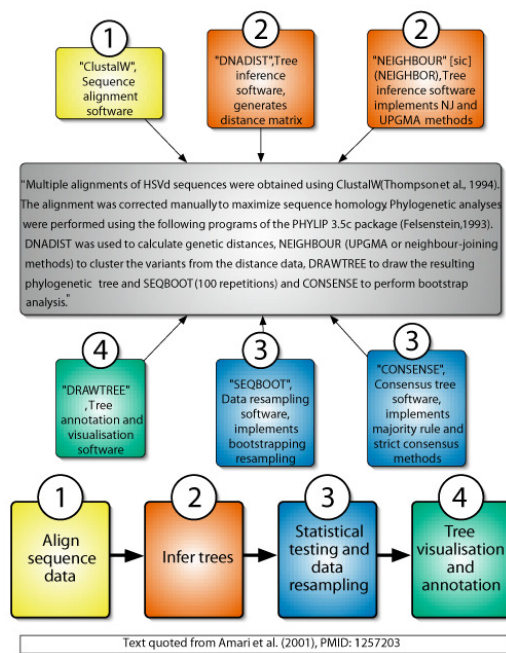 1
"ClustalW",
Sequence
alignment
software
2
"DNADIST",Tree
inference
software,
generates
distance matrix
2
"NEIGHBOUR" [sic]
(NEIGHBOR),Tree
inference software
implements NJ and
UPGMA methods
"Multiple alignments of HSVd sequences were obtained using ClustalW(Thompson et al., 1994).
The alignment was corrected manually to maximize sequence homology. Phylogenetic analyses
were performed using the following programs of the PHYLIP 3.5c package (Felsenstein,1993).
DNADIST was used to calculate genetic distances, NEIGHBOUR (UPGMA or neighbour-joining
methods) to cluster the variants from the distance data, DRAWTREE to draw the resulting
phylogenetic tree and SEQBOOT (100 repetitions) and CONSENSE to perform bootstrap
analysis."
4
"DRAWTREE"
,Tree
annotation and
visualisation
software
3
"SEQBOOT",
Data resampling
software,
implements
bootstrapping
resampling
3
"CONSENSE",
Consensus tree
software,
implements
majority rule and
strict consensus
methods
1
Align
sequence
data
2
Infer trees
3
Statistical
testing and
data
resampling
4
Tree
visualisation
and
annotation
Text quoted from Amari et al. (2001), PMID: 1257203